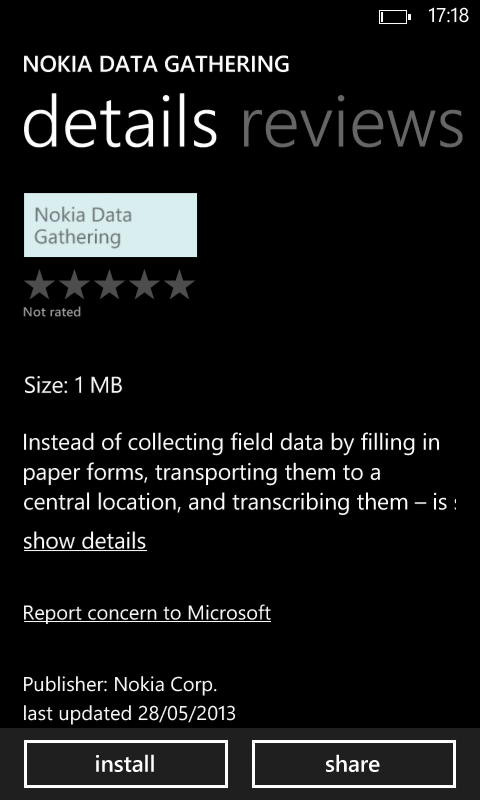 17:18
NOKIA DATA GATHERING
details reviews
Nokia Data
Gathering
Not rated
Size: 1 MB
Instead of collecting field data by filling in
paper forms, transporting them to a
central location, and transcribing them – is
show details
Report concern to Microsoft
Publisher: Nokia Corp.
last updated 28/05/2013
install share